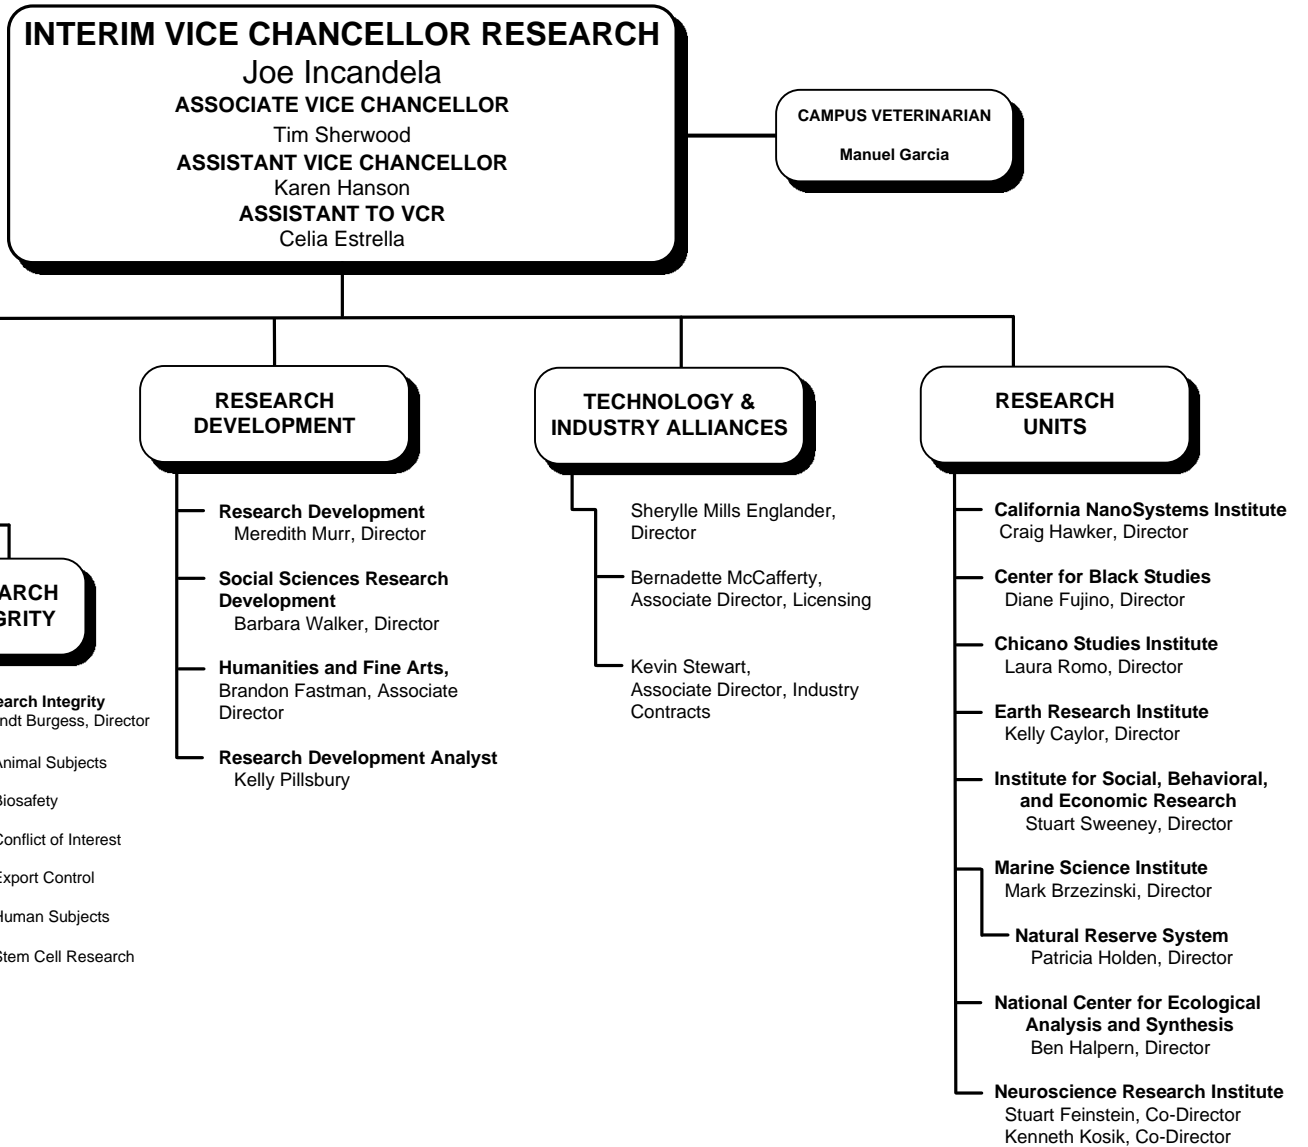 INTERIM VICE CHANCELLOR RESEARCH
Joe Incandela
ASSOCIATE VICE CHANCELLOR
Tim Sherwood
ASSISTANT VICE CHANCELLOR
Karen Hanson
ASSISTANT TO VCR
Celia Estrella
CAMPUS VETERINARIAN
Manuel Garcia
RESEARCH
DEVELOPMENT
Research Development
Meredith Murr, Director
Social Sciences Research
Development
Barbara Walker, Director
Humanities and Fine Arts,
Brandon Fastman, Associate
Director
Research Development Analyst
Kelly Pillsbury
TECHNOLOGY &
INDUSTRY ALLIANCES
Sherylle Mills Englander,
Director
Bernadette McCafferty,
Associate Director, Licensing
Kevin Stewart,
Associate Director, Industry
Contracts
RESEARCH
UNITS
California NanoSystems Institute
Craig Hawker, Director
Center for Black Studies
Diane Fujino, Director
Chicano Studies Institute
Laura Romo, Director
Earth Research Institute
Kelly Caylor, Director
Institute for Social, Behavioral,
and Economic Research
Stuart Sweeney, Director
Marine Science Institute
Mark Brzezinski, Director
Natural Reserve System
Patricia Holden, Director
National Center for Ecological
Analysis and Synthesis
Ben Halpern, Director
Neuroscience Research Institute
Stuart Feinstein, Co-Director
Kenneth Kosik, Co-Director
ARCH
GRITY
earch Integrity
ndt Burgess, Director
Animal Subjects
Biosafety
Conflict of Interest
Export Control
Human Subjects
Stem Cell Research